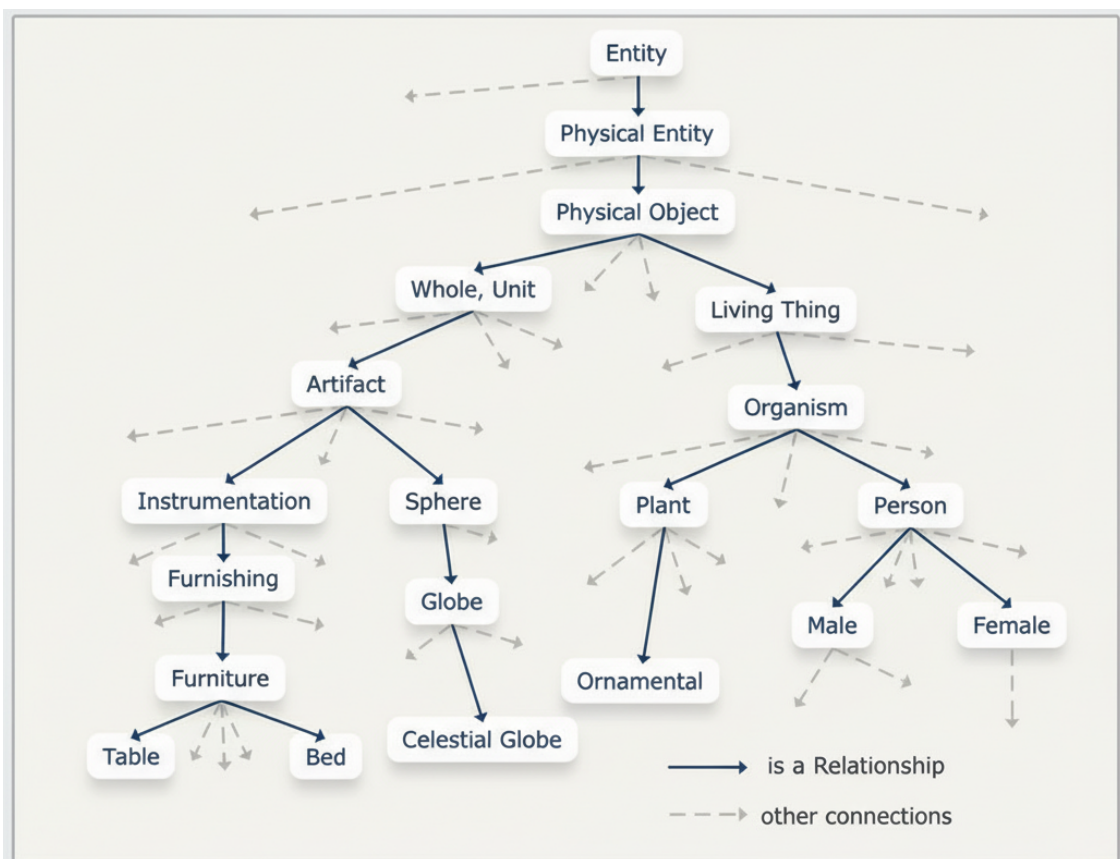 Entity
Physical Entity
Physical Object
Whole, Unit
Living Thing
Artifact
Organism
Instrumentation
Sphere
Plant
Person
Furnishing
Globe
Male
Female
Furniture
Ornamental
Table
Bed
Celestial Globe
is a Relationship
other connections